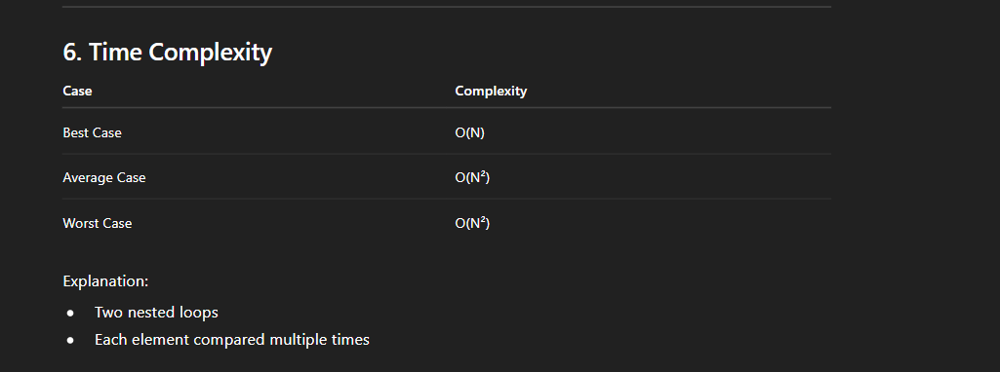 6. Time Complexity
Case Complexity
Best Case O(N)
Average Case O(N²)
Worst Case O(N²)
Explanation:
• Two nested loops
• Each element compared multiple times